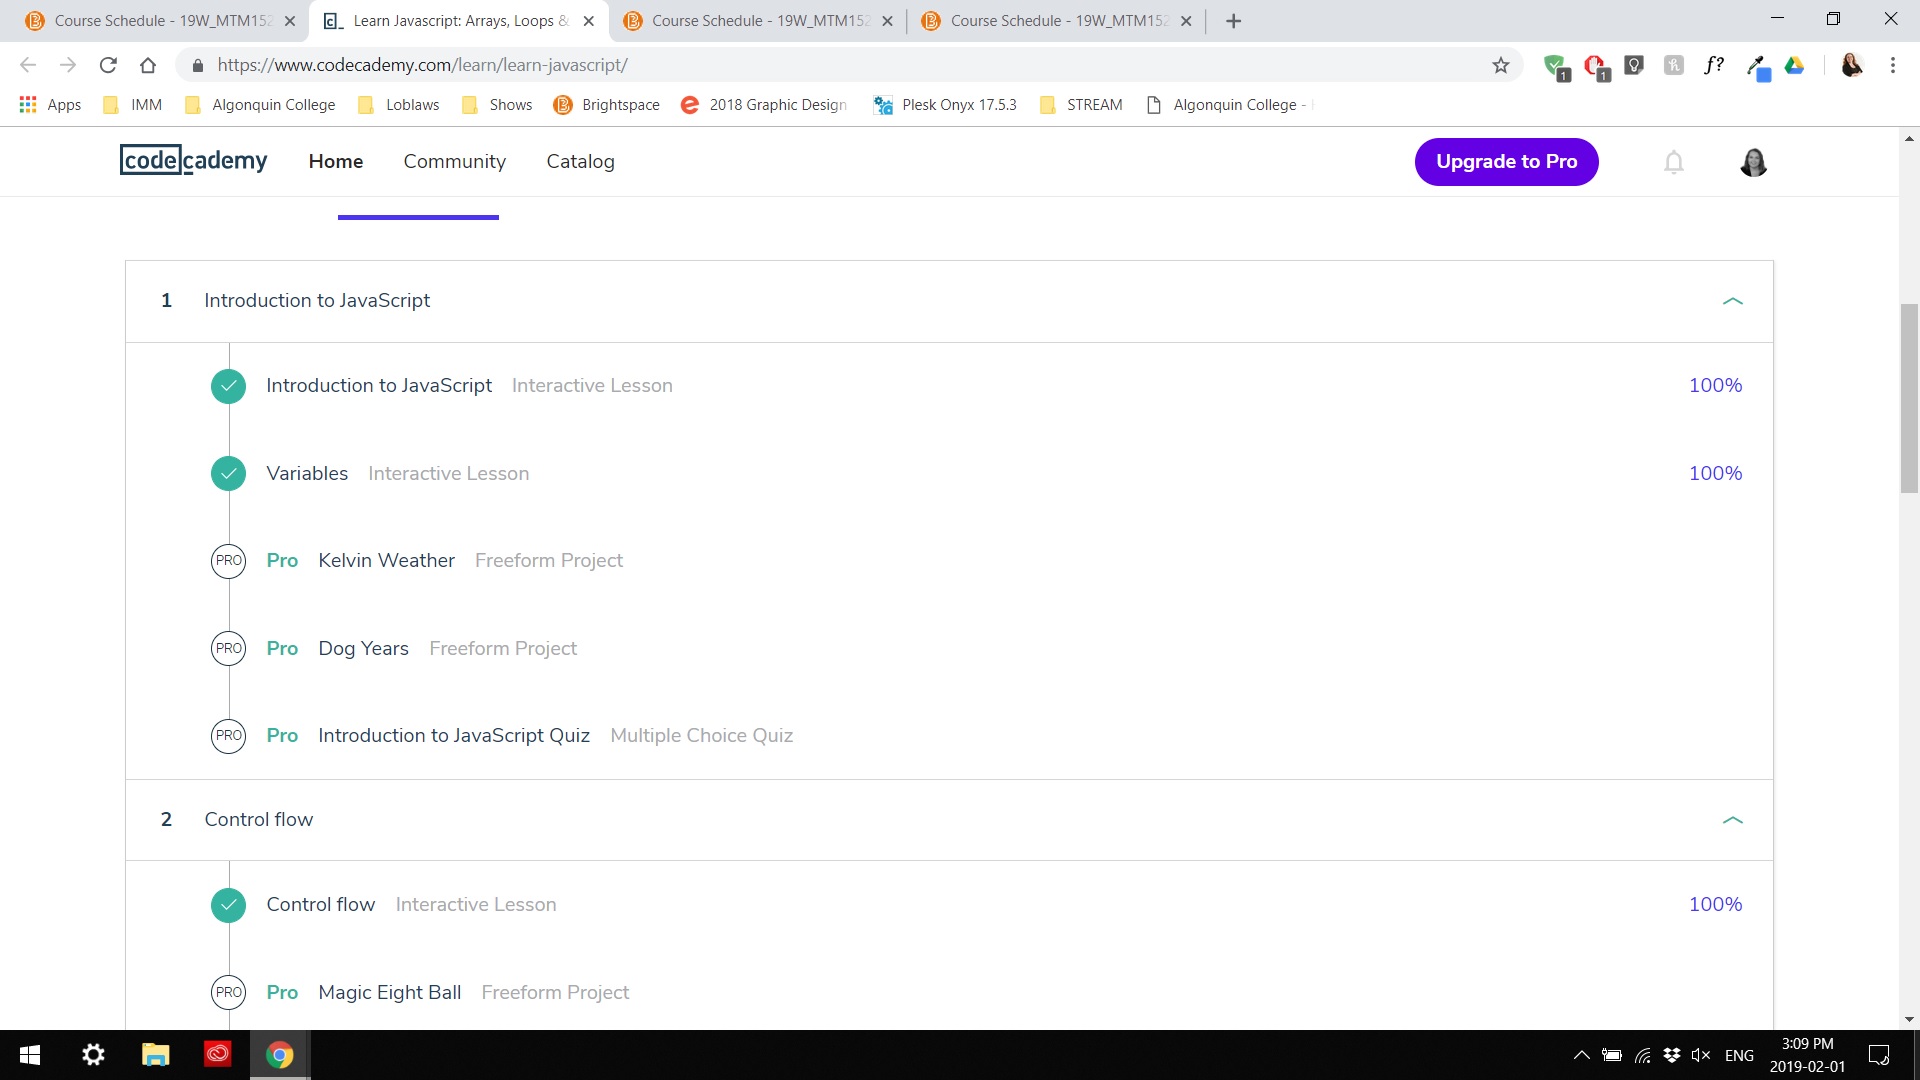 Course Schedule - 19W_MTM152
Learn Javascript: Arrays, Loops &
Course Schedule - 19W_MTM152
Course Schedule - 19W_MTM152
https://www.codecademy.com/learn/learn-javascript/
1
1
f?
Apps
IMM
Algonquin College
Loblaws
Shows
Brightspace
2018 Graphic Design
Plesk Onyx 17.5.3
STREAM
Algonquin College -
codecademy
Home
Community
Catalog
Upgrade to Pro
1 Introduction to JavaScript
Introduction to JavaScript Interactive Lesson 100%
Variables Interactive Lesson 100%
PRO Pro Kelvin Weather Freeform Project
PRO Pro Dog Years Freeform Project
PRO Pro Introduction to JavaScript Quiz Multiple Choice Quiz
2 Control flow
Control flow Interactive Lesson 100%
PRO Pro Magic Eight Ball Freeform Project
ENG
3:09 PM
2019-02-01